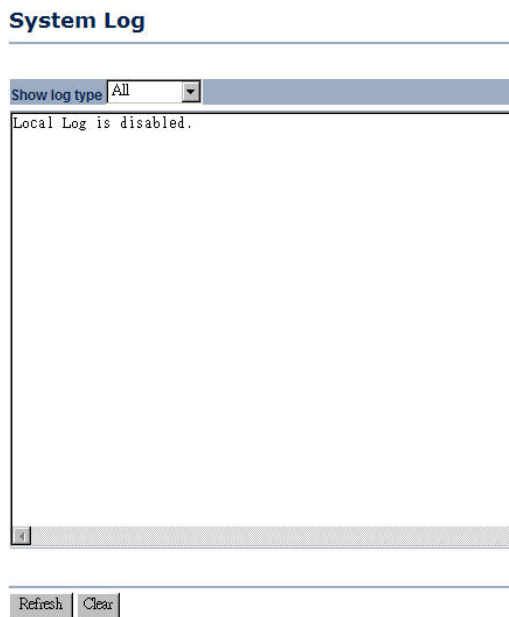 System Log
Show log type All
Local Log is disabled.
Refresh Clear